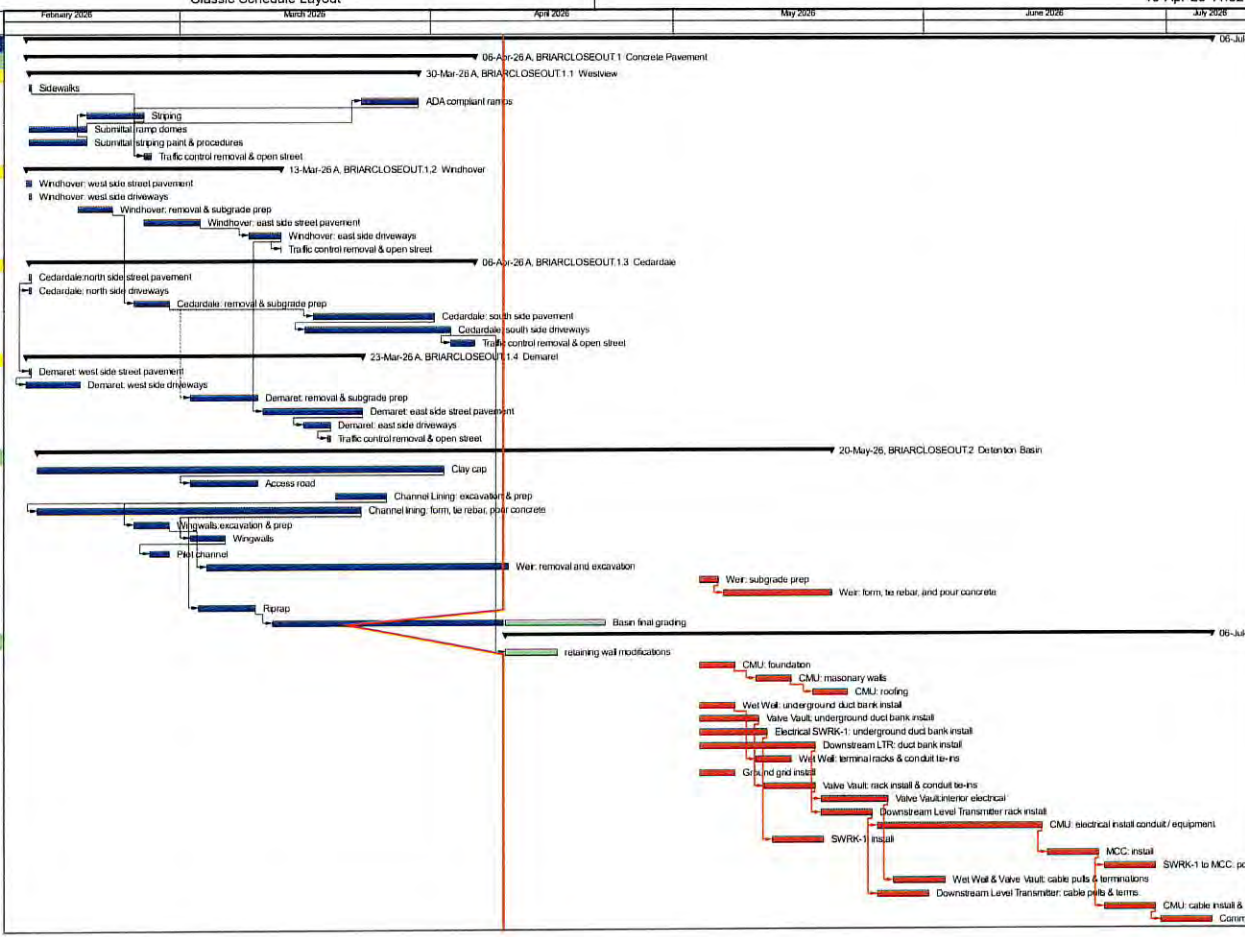 Classic Schedule Layout
February 2026 March 2026 April 2026 May 2026 June 2026 July 2026
06-Jul
06-Apr-26 A, BRIARCLOSEOUT.1 Concrete Pavement
30-Mar-26 A, BRIARCLOSEOUT.1.1 Westview
Sidewalks
ADA compliant ramps
Striping
Submittal ramp domes
Submittal striping paint & procedures
Traffic control removal & open street
13-Mar-26 A, BRIARCLOSEOUT.1.2 Windhover
Windhover: west side street pavement
Windhover: west side driveways
Windhover: removal & subgrade prep
Windhover: east side street pavement
Windhover: east side driveways
Traffic control removal & open street
06-Apr-26 A, BRIARCLOSEOUT.1.3 Cedardale
Cedardale:north side street pavement
Cedardale: north side driveways
Cedardale: removal & subgrade prep
Cedardale: south side pavement
Cedardale: south side driveways
Traffic control removal & open street
23-Mar-26 A, BRIARCLOSEOUT.1.4 Demaret
Demaret: west side street pavement
Demaret: west side driveways
Demaret: removal & subgrade prep
Demaret: east side street pavement
Demaret: east side driveways
Traffic control removal & open street
20-May-26, BRIARCLOSEOUT.2 Detention Basin
Clay cap
Access road
Channel Lining: excavation & prep
Channel lining: form, tie rebar, pour concrete
Wingwalls:excavation & prep
Wingwalls
Pilot channel
Weir: removal and excavation
Weir: subgrade prep
Weir: form, tie rebar, and pour concrete
Riprap
Basin final grading
06-Jul
retaining wall modifications
CMU: foundation
CMU: masonary walls
CMU: roofing
Wet Well: underground duct bank install
Valve Vault: underground duct bank install
Electrical SWRK-1: underground duct bank install
Downstream LTR: duct bank install
Wet Well: terminal racks & conduit tie-ins
Ground grid install
Valve Vault: rack install & conduit tie-ins
Valve Vault:interior electrical
Downstream Level Transmitter rack install
CMU: electrical install conduit / equipment
SWRK-1 install
MCC: install
SWRK-1 to MCC: po
Wet Well & Valve Vault: cable pulls & terminations
Downstream Level Transmitter: cable pulls & terms.
CMU: cable install &
Comm